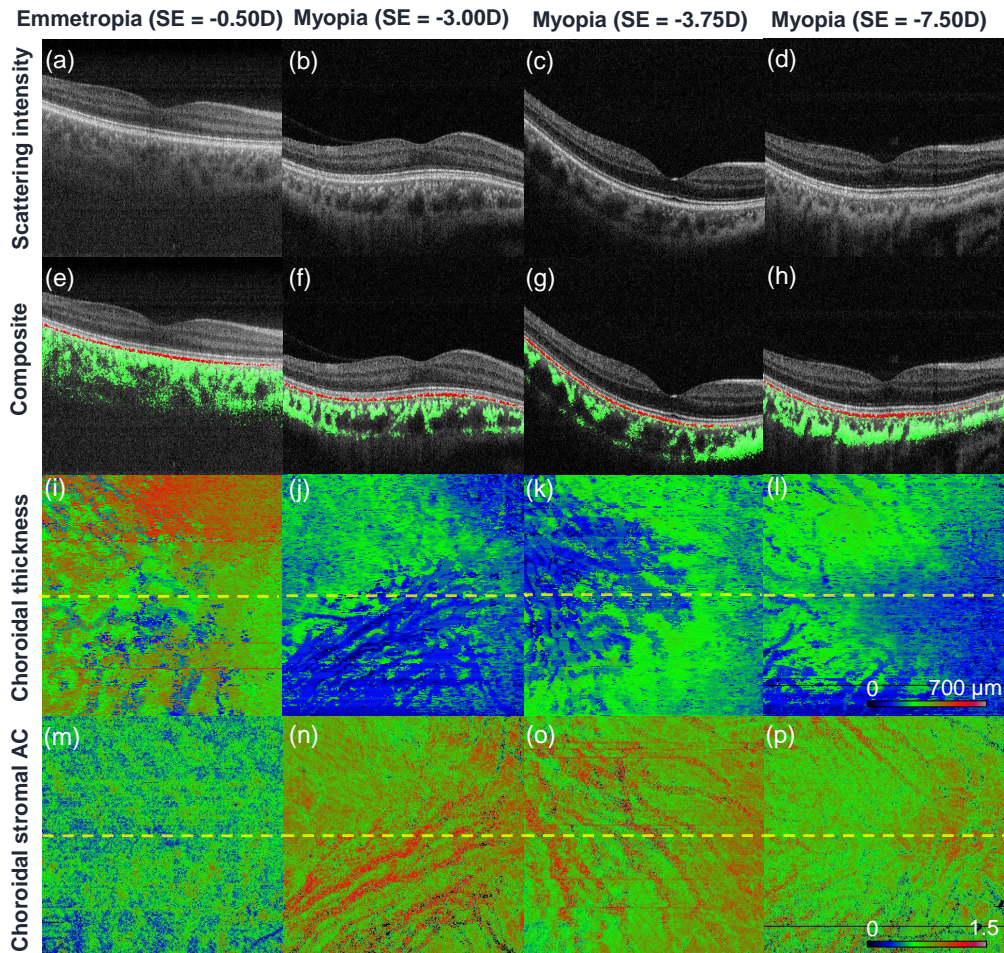 Emmetropia (SE = -0.50D) Myopia (SE = -3.00D) Myopia (SE = -3.75D) Myopia (SE = -7.50D)
Scattering intensity
(a) (b) (c) (d)
Composite
(e) (f) (g) (h)
Choroidal thickness
(i) (j) (k) (l)
0 700 μm
Choroidal stromal AC
(m) (n) (o) (p)
0 1.5